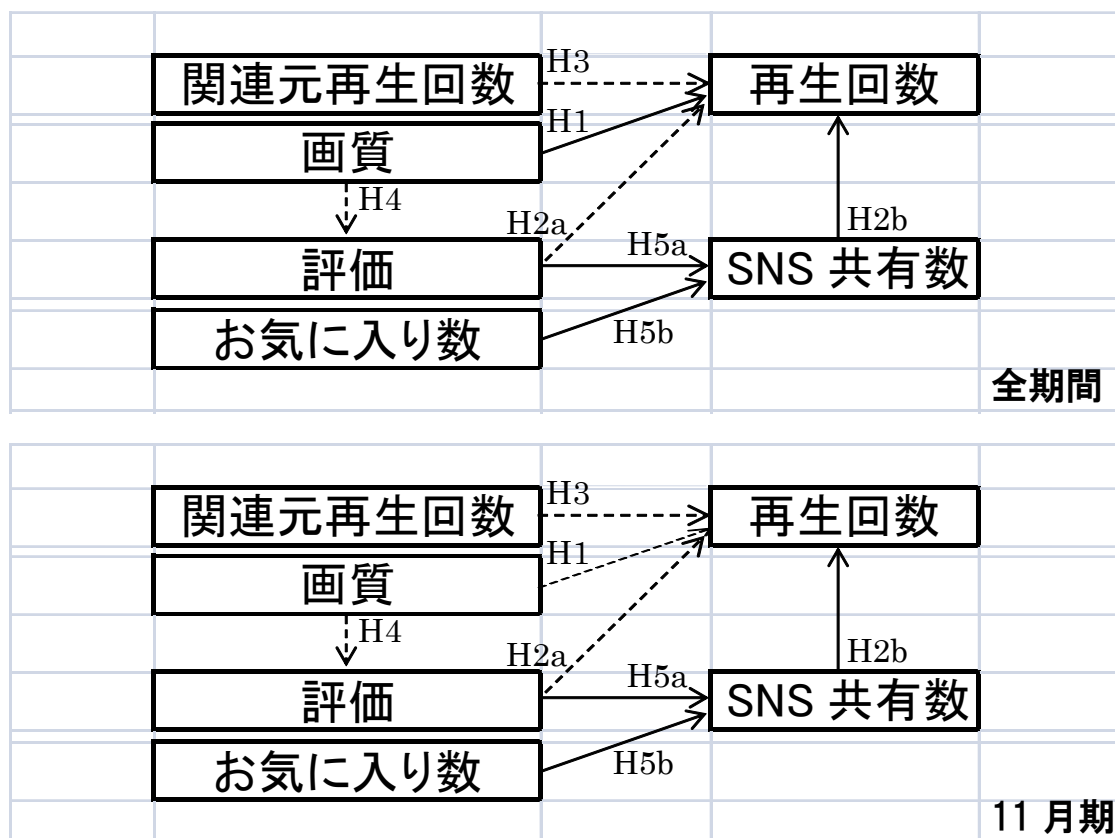 関連元再生回数
H3
再生回数
画質
H1
H4
H2a
H2b
評価
H5a
SNS 共有数
お気に入り数
H5b
全期間
関連元再生回数
H3
再生回数
画質
H1
H4
H2a
H2b
評価
H5a
SNS 共有数
お気に入り数
H5b
11 月期